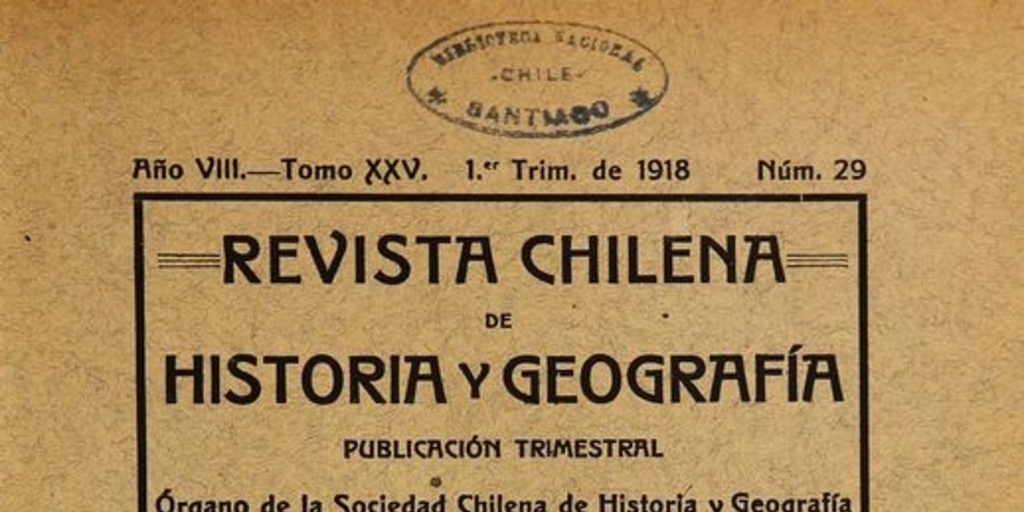 BIBLIOTECA NACIONAL
-CHILE-
* SANTIAGO *
Año VIII.—Tomo XXV. 1.er Trim. de 1918 Núm. 29
REVISTA CHILENA
DE
HISTORIA Y GEOGRAFÍA
PUBLICACIÓN TRIMESTRAL
Órgano de la Sociedad Chilena de Historia y Geografía